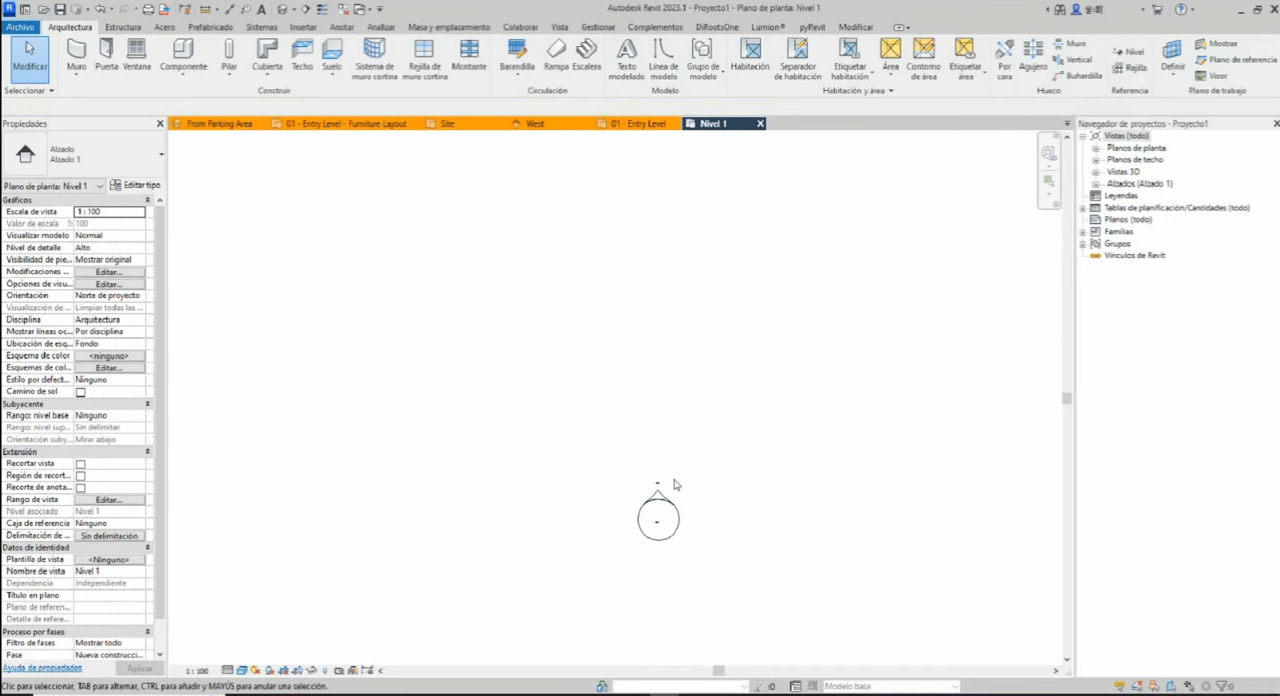 Autodesk Revit 2023.1 - Proyecto1 - Plano de planta: Nivel 1
Archivo Arquitectura Estructura Acero Prefabricado Sistemas Insertar Anotar Analizar Masa y emplazamiento Colaborar Vista Gestionar Complementos DiRootsOne Lumion® pyRevit Modificar
Modificar Muro Puerta Ventana Componente Pilar Cubierta Techo Suelo Sistema de muro cortina Rejilla de muro cortina Montante Barandilla Rampa Escalera Texto modelado Línea de modelo Grupo de modelo Habitación Separador de habitación Etiquetar habitación Área Contorno de área Etiquetar área Por cara Agujero Muro Vertical Buhardilla Nivel Rejilla Definir Mostrar Plano de referencia Visor
Seleccionar Construir Circulación Modelo Habitación y área Hueco Referencia Plano de trabajo
Propiedades From Parking Area 01 - Entry Level - Furniture Layout Site West 01 - Entry Level Nivel 1 Navegador de proyectos - Proyecto1
Alzado
Alzado 1
Plano de planta: Nivel 1 Editar tipo
Gráficos
Escala de vista 1 : 100
Valor de escala 1: 100
Visualizar modelo Normal
Nivel de detalle Alto
Visibilidad de pie... Mostrar original
Modificaciones ... Editar...
Opciones de visu... Editar...
Orientación Norte de proyecto
Visualización de ... Limpiar todas las ...
Disciplina Arquitectura
Mostrar líneas oc... Por disciplina
Ubicación de esq... Fondo
Esquema de color <ninguno>
Esquemas de col... Editar...
Estilo por defect... Ninguno
Camino de sol
Subyacente
Rango: nivel base Ninguno
Rango: nivel sup... Sin delimitar
Orientación suby... Mirar abajo
Extensión
Recortar vista
Región de recort...
Recorte de anota...
Rango de vista Editar...
Nivel asociado Nivel 1
Caja de referencia Ninguno
Delimitación de ... Sin delimitación
Datos de identidad
Plantilla de vista <Ninguno>
Nombre de vista Nivel 1
Dependencia Independiente
Título en plano
Plano de referen...
Detalle de refere...
Proceso por fases
Filtro de fases Mostrar todo
Fase Nueva construcci...
Ayuda de propiedades Aplicar
Vistas (todo)
Planos de planta
Planos de techo
Vistas 3D
Alzados (Alzado 1)
Leyendas
Tablas de planificación/Cantidades (todo)
Planos (todo)
Familias
Grupos
Vínculos de Revit
1 : 100
Clic para seleccionar, TAB para alternar, CTRL para añadir y MAYÚS para anular una selección. :0 Modelo base :0